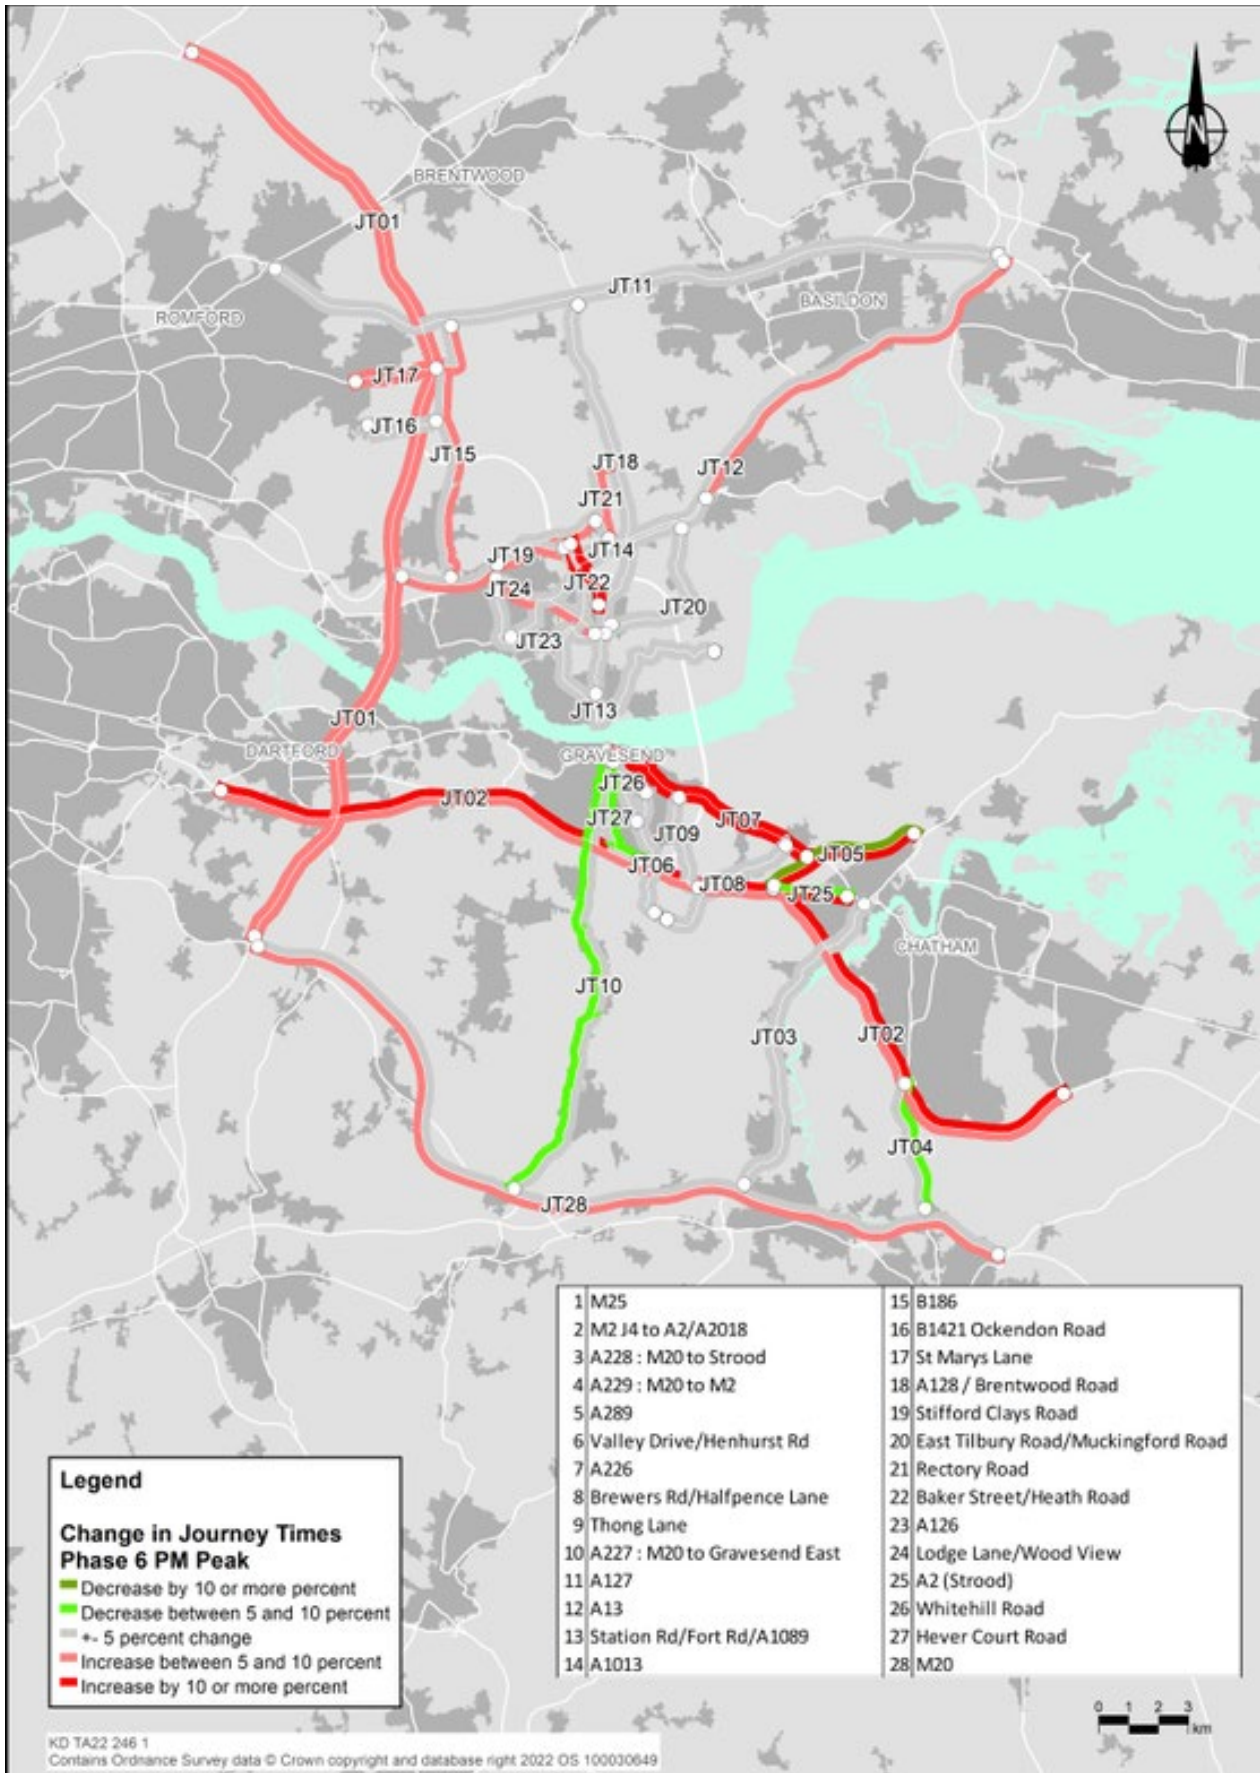 N
BRENTWOOD
JT01
JT11
BASILDON
ROMFORD
JT17
JT16
JT15
JT18
JT12
JT21
JT19
JT14
JT24
JT22
JT20
JT23
JT13
JT01
DARTFORD
GRAVESEND
JT26
JT02
JT27
JT09
JT07
JT06
JT05
JT08
JT25
CHATHAM
JT10
JT03
JT02
JT04
JT28
1 M25
2 M2 J4 to A2/A2018
3 A228 : M20 to Strood
4 A229 : M20 to M2
5 A289
6 Valley Drive/Henhurst Rd
7 A226
8 Brewers Rd/Halfpence Lane
9 Thong Lane
10 A227 : M20 to Gravesend East
11 A127
12 A13
13 Station Rd/Fort Rd/A1089
14 A1013
15 B186
16 B1421 Ockendon Road
17 St Marys Lane
18 A128 / Brentwood Road
19 Stifford Clays Road
20 East Tilbury Road/Muckingford Road
21 Rectory Road
22 Baker Street/Heath Road
23 A126
24 Lodge Lane/Wood View
25 A2 (Strood)
26 Whitehill Road
27 Hever Court Road
28 M20
Legend
Change in Journey Times
Phase 6 PM Peak
Decrease by 10 or more percent
Decrease between 5 and 10 percent
+- 5 percent change
Increase between 5 and 10 percent
Increase by 10 or more percent
0 1 2 3
km
KD TA22 246 1
Contains Ordnance Survey data © Crown copyright and database right 2022 OS 100030649